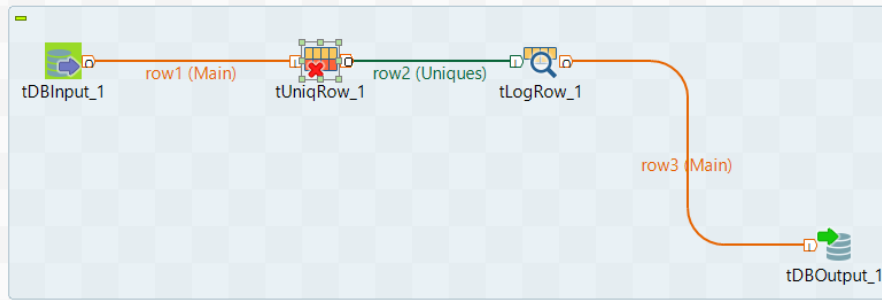 row1 (Main)
row2 (Uniques)
tDBInput_1
tUniqRow_1
tLogRow_1
row3 (Main)
tDBOutput_1